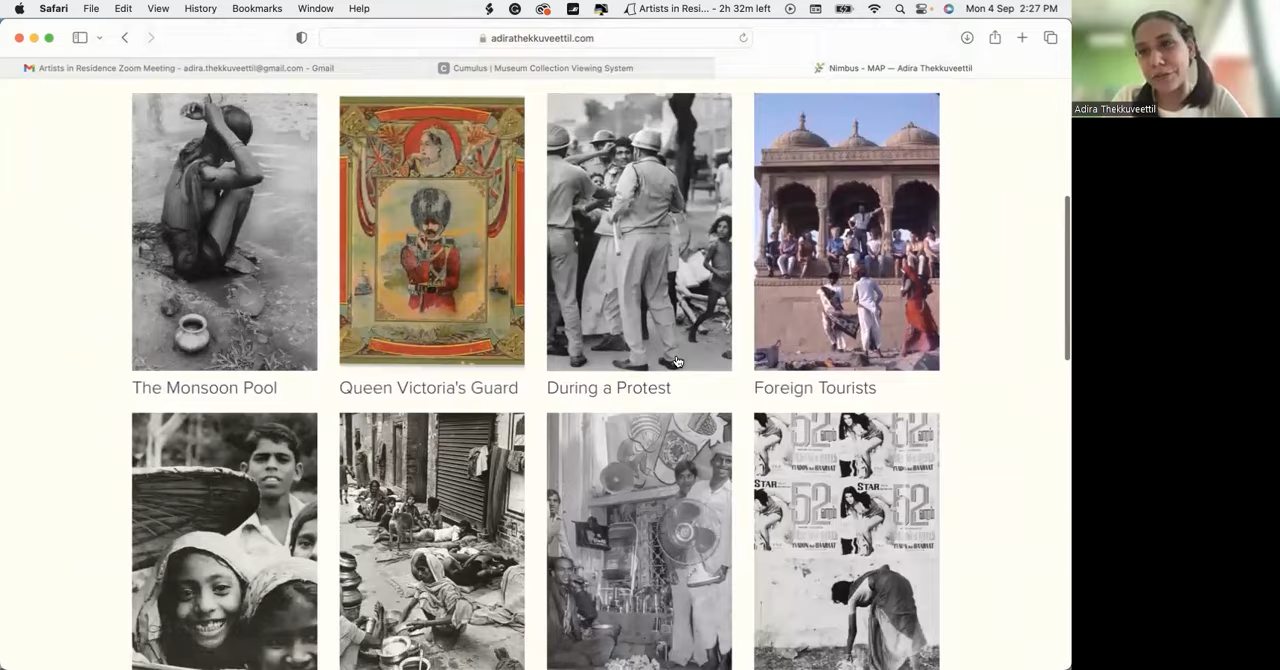 Safari File Edit View History Bookmarks Window Help Artists in Resi... - 2h 32m left Mon 4 Sep 2:27 PM
adirathekkuveettil.com
Artists in Residence Zoom Meeting - adira.thekkuveettil@gmail.com - Gmail Cumulus | Museum Collection Viewing System Nimbus - MAP — Adira Thekkuveettil
Adira Thekkuveettil
The Monsoon Pool Queen Victoria's Guard During a Protest Foreign Tourists
52 52
STAR STAR
52 52